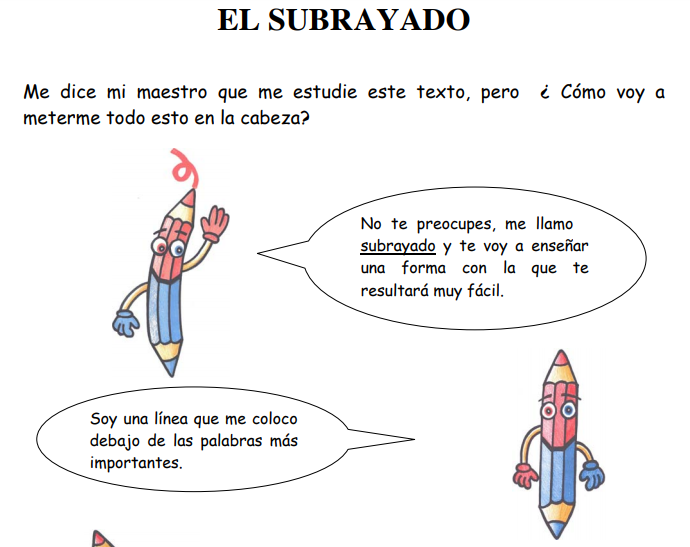 EL SUBRAYADO
Me dice mi maestro que me estudie este texto, pero ¿ Cómo voy a
meterme todo esto en la cabeza?
No te preocupes, me llamo
subrayado y te voy a enseñar
una forma con la que te
resultará muy fácil.
Soy una línea que me coloco
debajo de las palabras más
importantes.